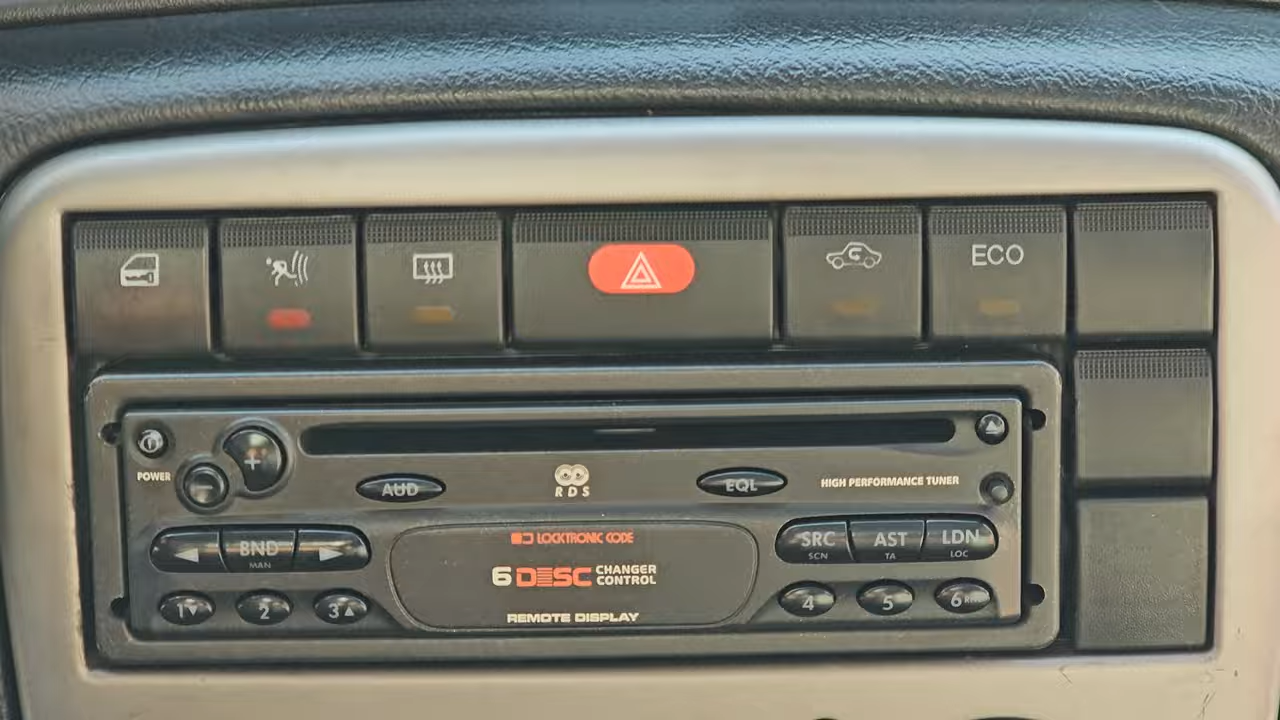 ECO
POWER
+
−
AUD
RDS
EQL
HIGH PERFORMANCE TUNER
BND
MAN
LOCKTRONIC CODE
6 DISC CHANGER CONTROL
REMOTE DISPLAY
SRC
SCN
AST
TA
LDN
LOC
1
2
3
4
5
6